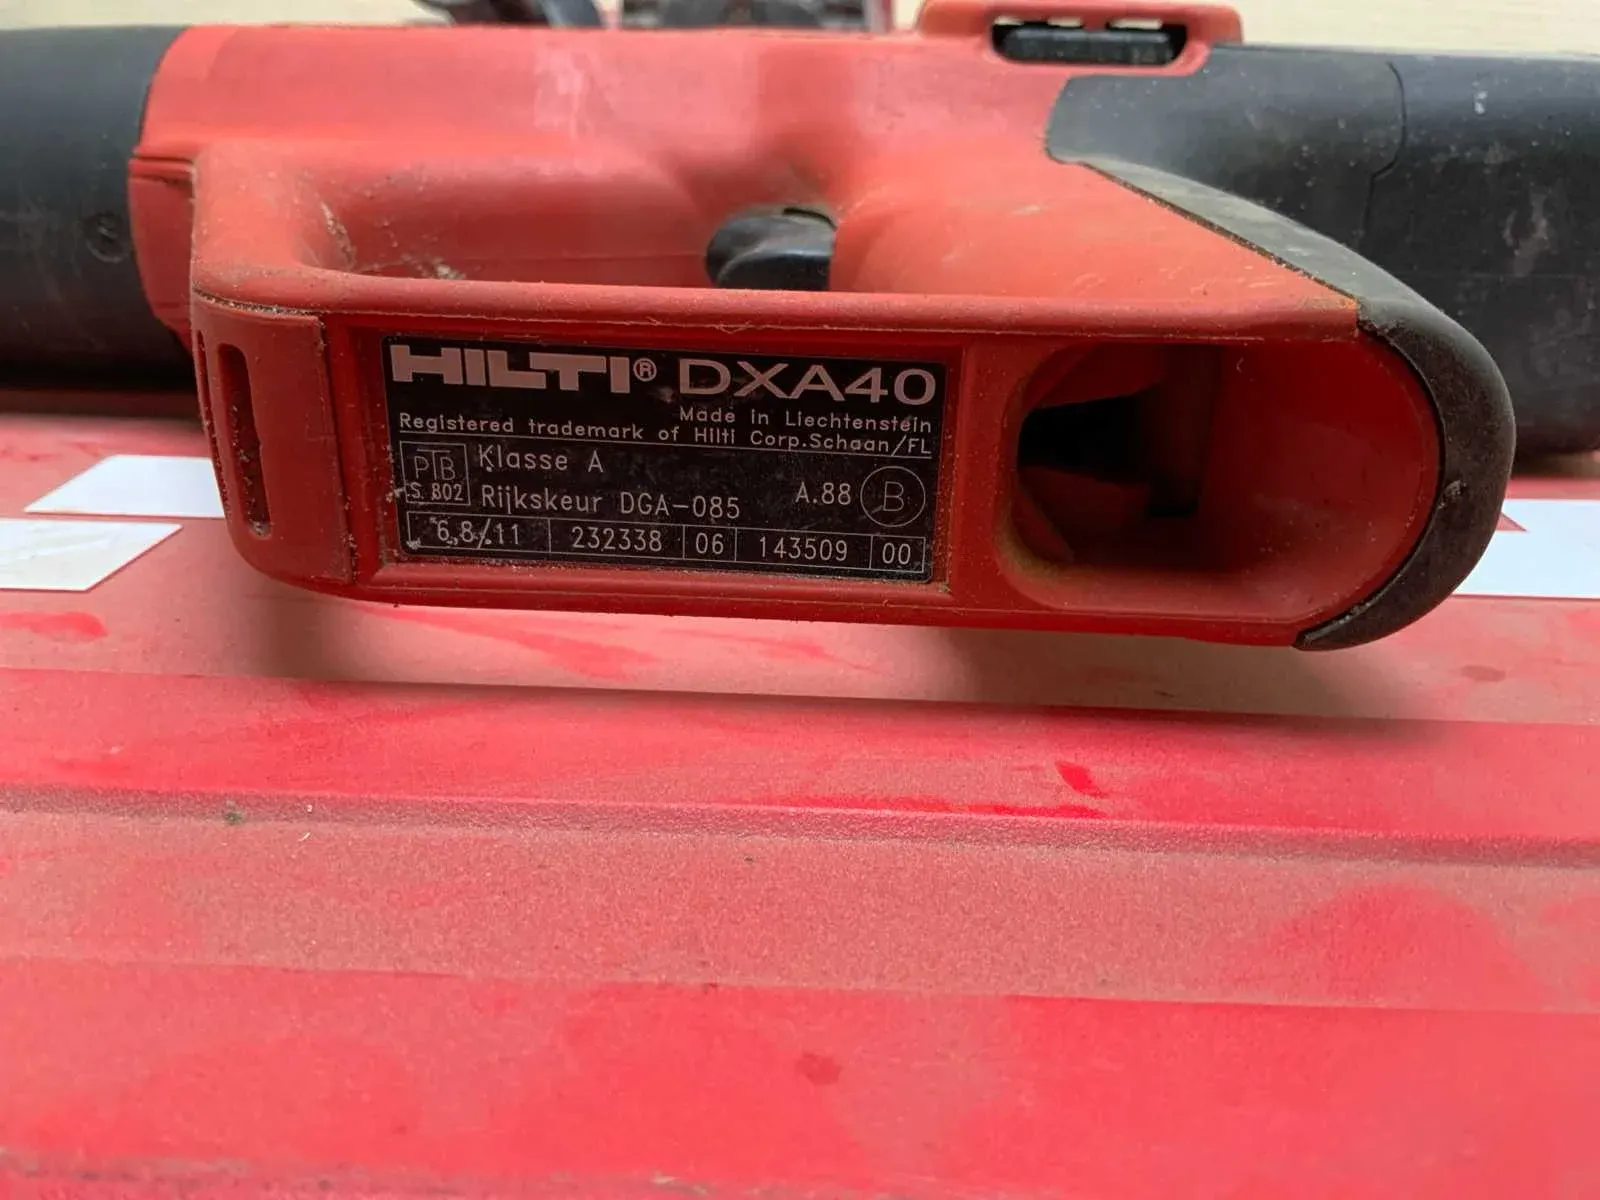 HILTI® DXA40
Made in Liechtenstein
Registered trademark of Hilti Corp.Schaan/FL
PTB Klasse A
S. 802 Rijkskeur DGA-085 A.88 B
6,8/11 232338 06 143509 00